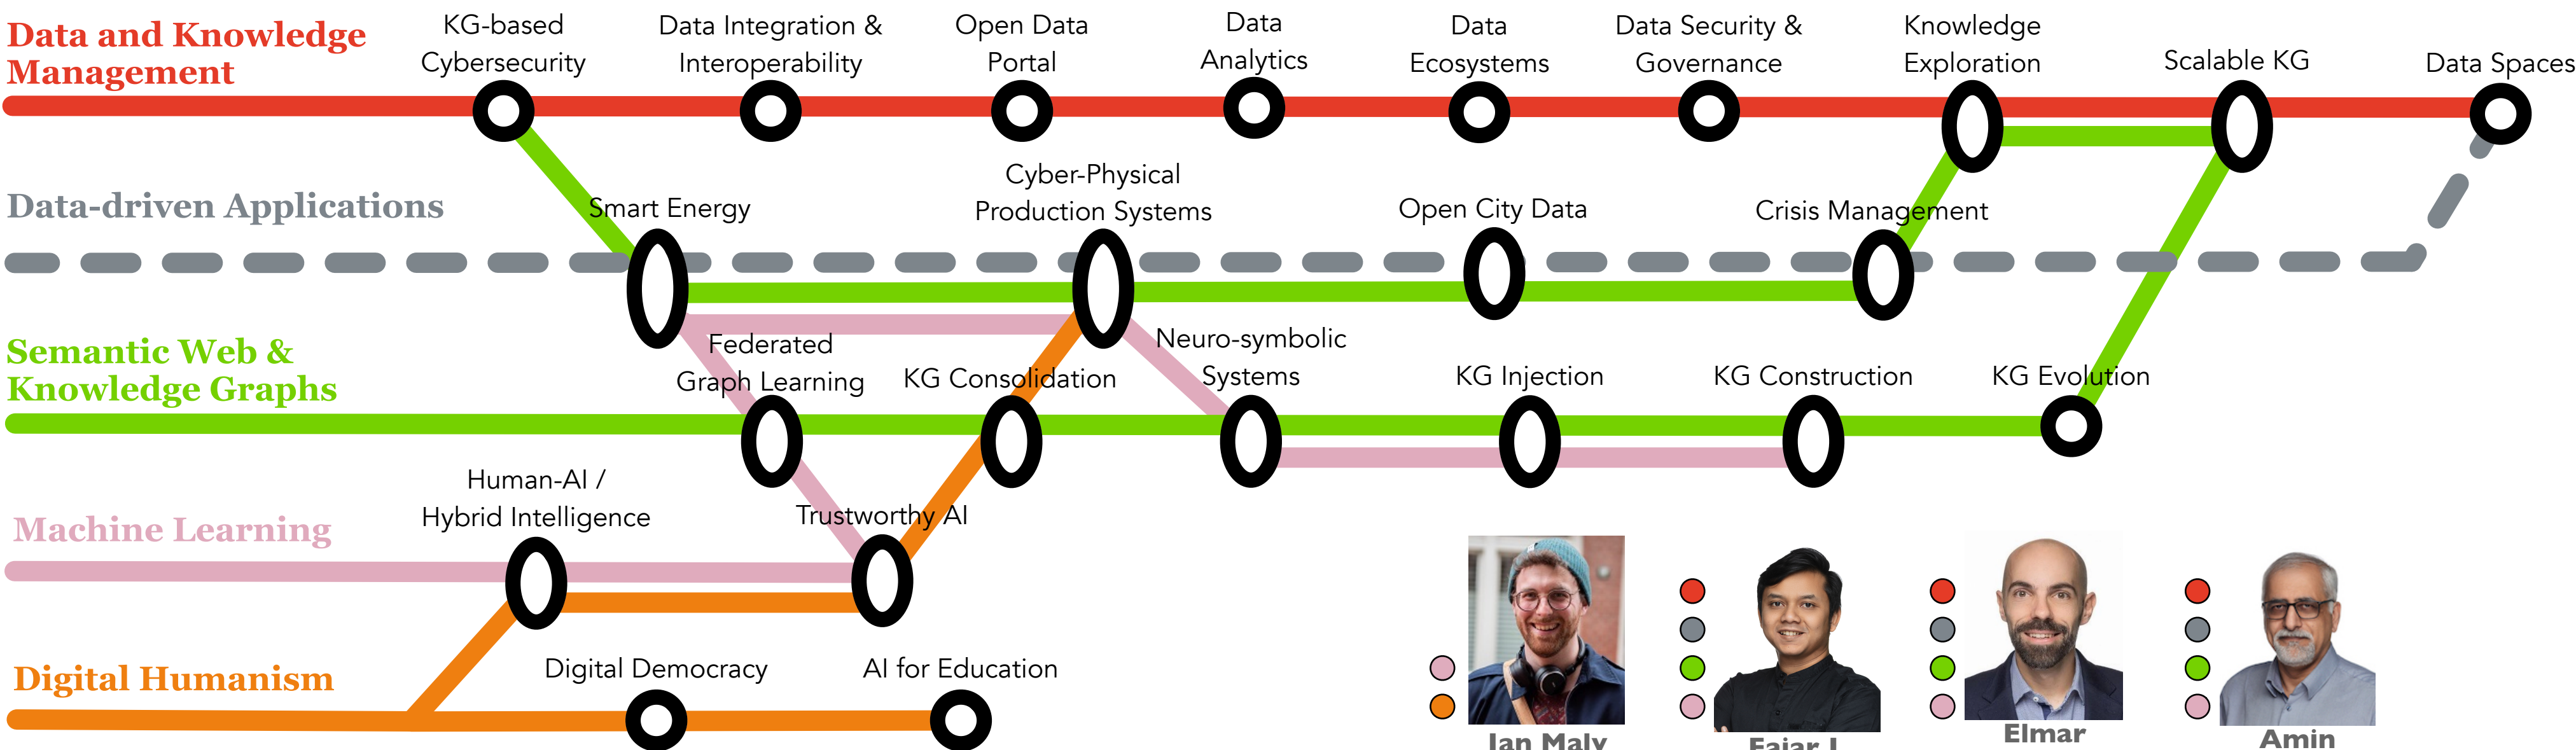 Data and Knowledge
Management
KG-based
Cybersecurity
Data Integration &
Interoperability
Open Data
Portal
Data
Analytics
Data
Ecosystems
Data Security &
Governance
Knowledge
Exploration
Scalable KG
Data Spaces
Data-driven Applications
Smart Energy
Cyber-Physical
Production Systems
Open City Data
Crisis Management
Semantic Web &
Knowledge Graphs
Federated
Graph Learning
KG Consolidation
Neuro-symbolic
Systems
KG Injection
KG Construction
KG Evolution
Machine Learning
Human-AI /
Hybrid Intelligence
Trustworthy AI
Digital Humanism
Digital Democracy
AI for Education
Jan Maly
Fajar J.
Elmar
Amin